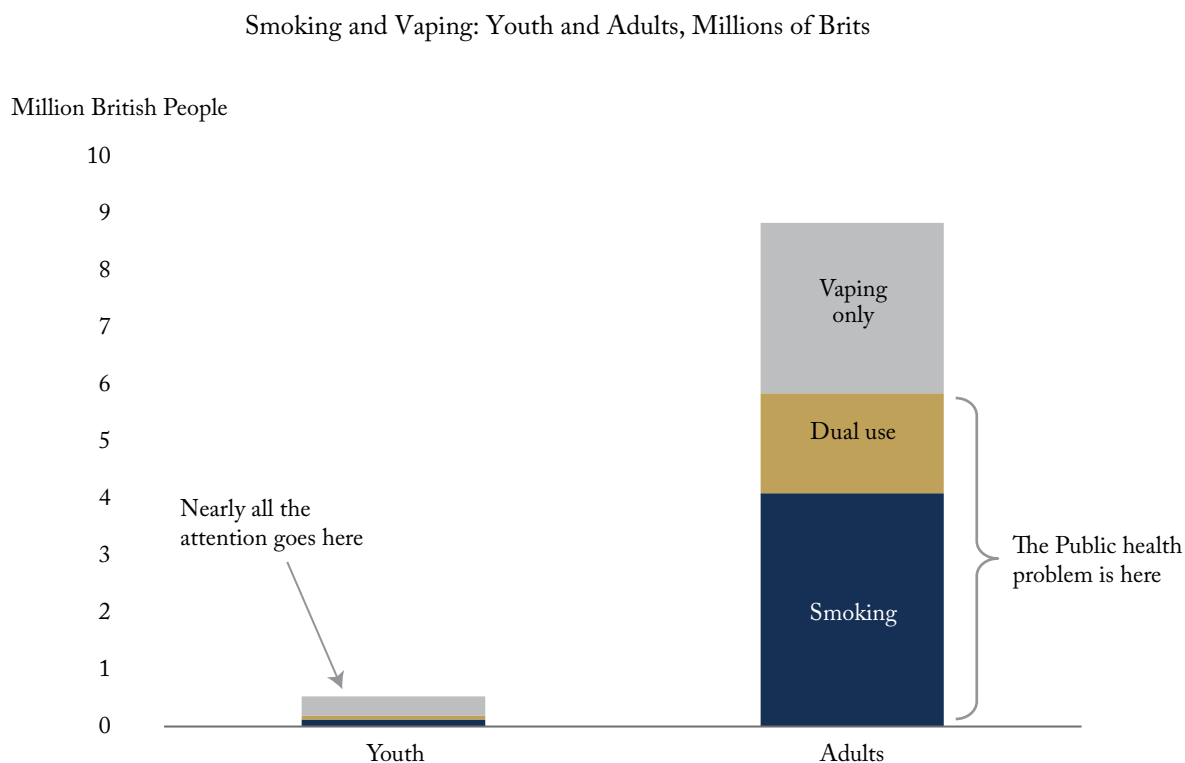 Smoking and Vaping: Youth and Adults, Millions of Brits
Million British People
10
9
8
7
6
5
4
3
2
1
0
Nearly all the
attention goes here
Vaping
only
Dual use
Smoking
The Public health
problem is here
Youth
Adults